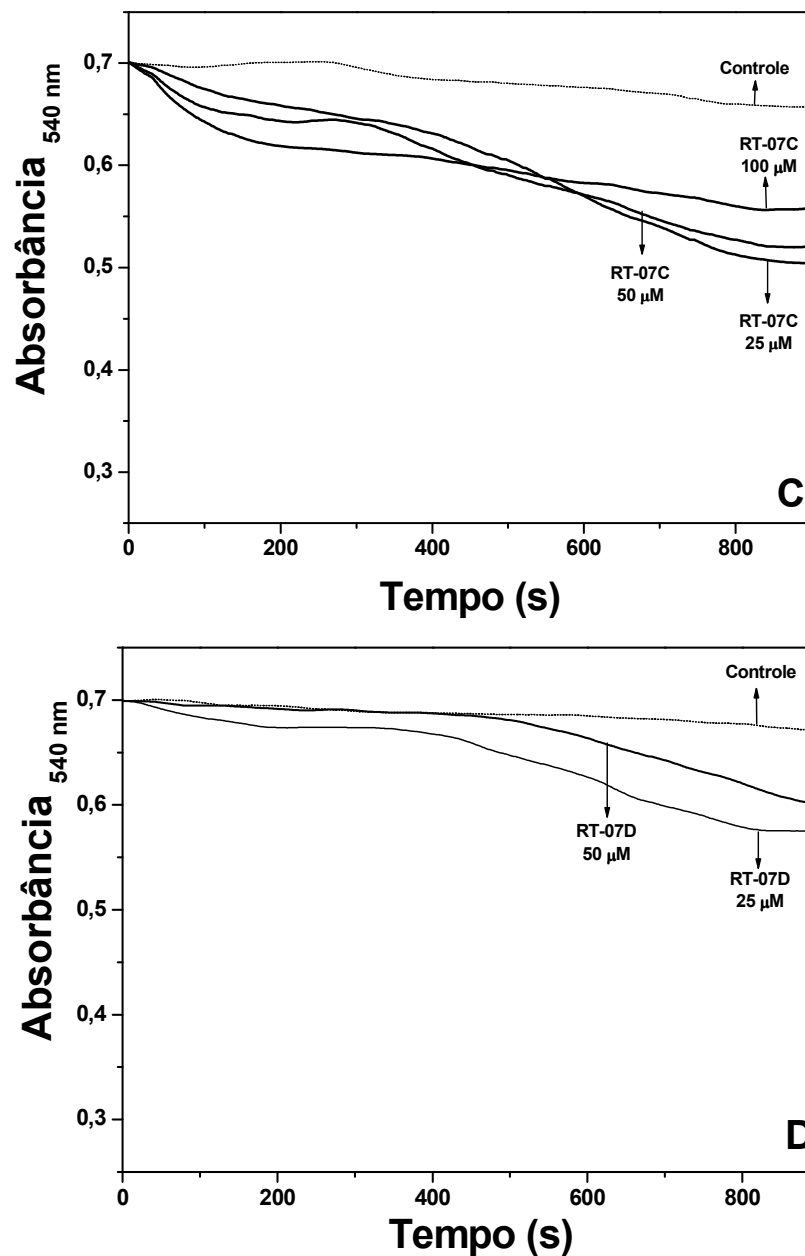 0,7
0,6
0,5
0,4
0,3
Absorbância 540 nm
Controle
RT-07C
100 µM
RT-07C
50 µM
RT-07C
25 µM
C
0
200
400
600
800
Tempo (s)
0,7
0,6
0,5
0,4
0,3
Absorbância 540 nm
Controle
RT-07D
50 µM
RT-07D
25 µM
D
0
200
400
600
800
Tempo (s)